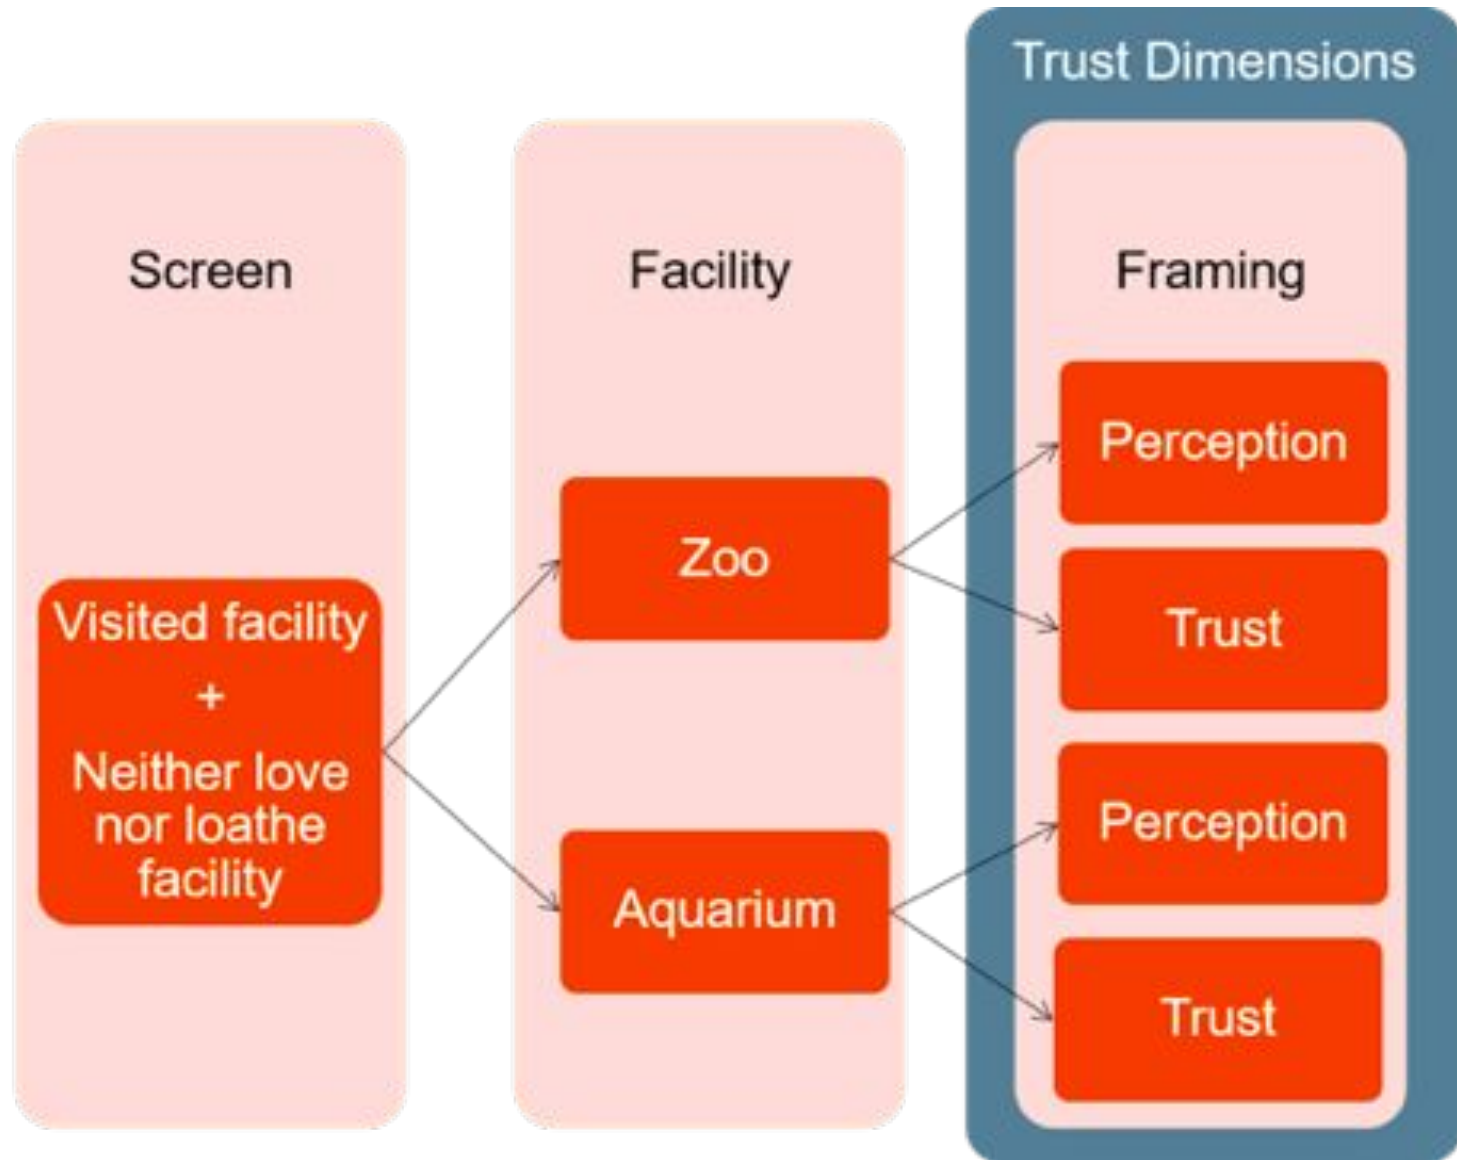 Trust Dimensions
Screen
Visited facility
+
Neither love
nor loathe
facility
Facility
Zoo
Aquarium
Framing
Perception
Trust
Perception
Trust